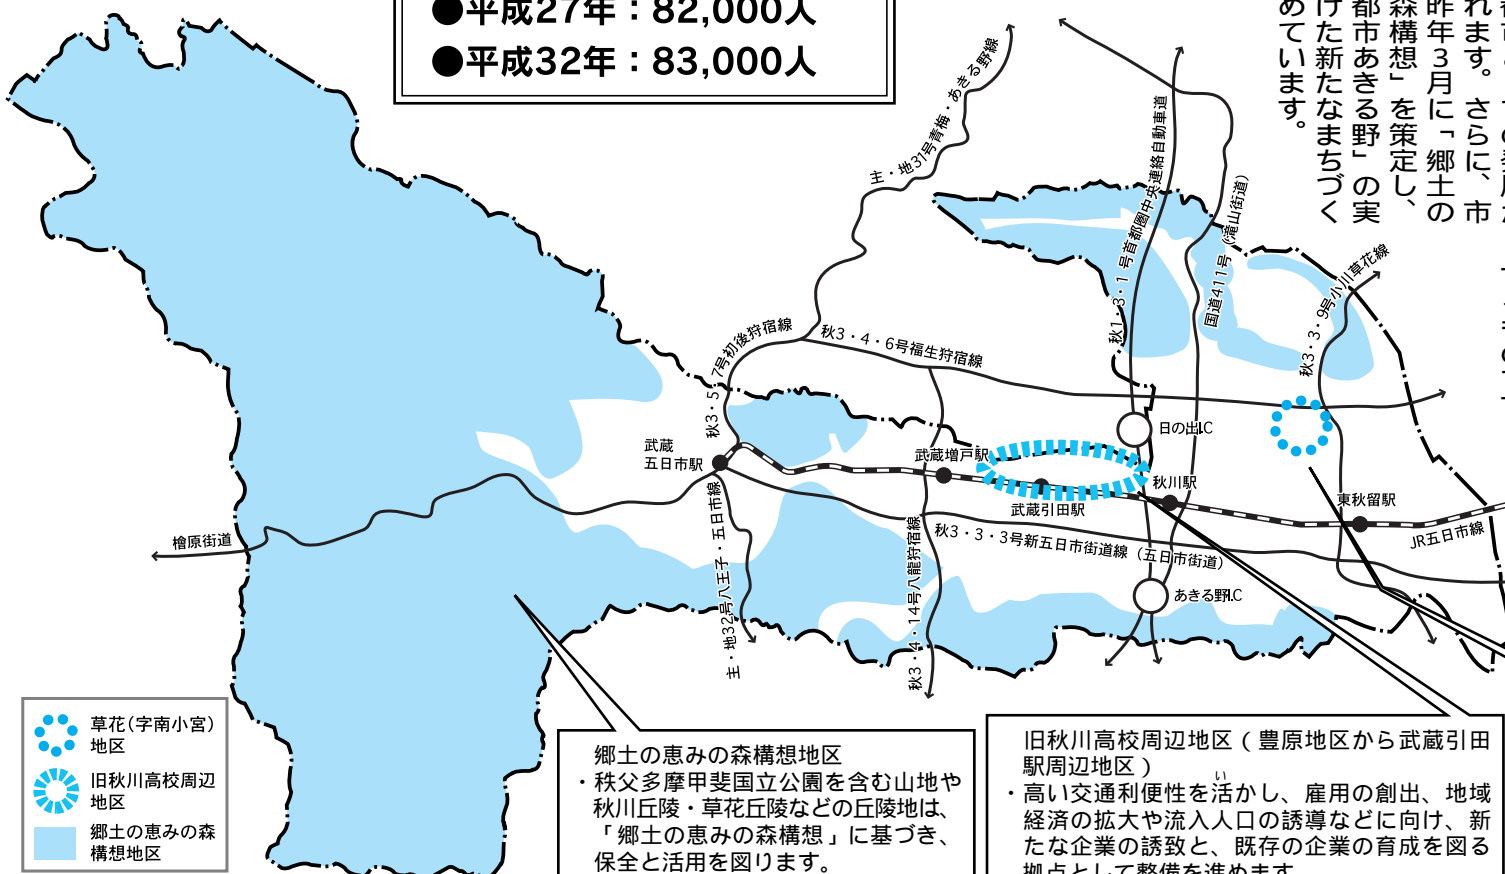 ●平成27年：82,000人
●平成32年：83,000人
れます。さらに、市
昨年３月に「郷土の
森構想」を策定し、
都市あきる野」の実
けた新たなまちづく
めています。
主・地31号青梅・あきる野線
秋1・3・1号首都圏中央連絡自動車道
国道411号（滝山街道）
秋3・3・9号小川草花線
秋3・5・7号初後狩宿線
秋3・4・6号福生狩宿線
日の出IC
武蔵
五日市駅
武蔵増戸駅
武蔵引田駅
秋川駅
東秋留駅
JR五日市線
檜原街道
秋3・3・3号新五日市街道線（五日市街道）
主・地32号八王子・五日市線
秋3・4・14号八龍狩宿線
あきる野IC
草花（字南小宮）
地区
旧秋川高校周辺
地区
郷土の恵みの森
構想地区
郷土の恵みの森構想地区
・秩父多摩甲斐国立公園を含む山地や
秋川丘陵・草花丘陵などの丘陵地は、
「郷土の恵みの森構想」に基づき、
保全と活用を図ります。
旧秋川高校周辺地区（豊原地区から武蔵引田
駅周辺地区）
い
・高い交通利便性を活かし、雇用の創出、地域
経済の拡大や流入人口の誘導などに向け、新
たな企業の誘致と、既存の企業の育成を図る
拠点として整備を進めます